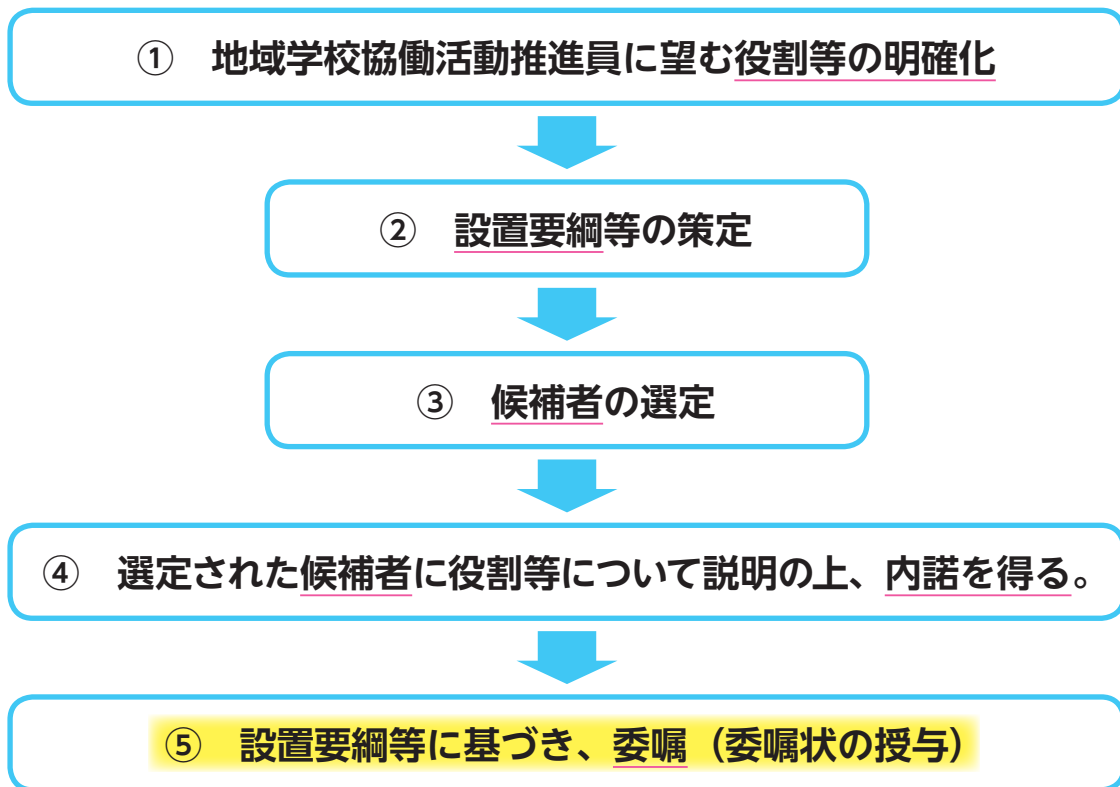 ① 地域学校協働活動推進員に望む役割等の明確化
② 設置要綱等の策定
③ 候補者の選定
④ 選定された候補者に役割等について説明の上、内諾を得る。
⑤ 設置要綱等に基づき、委嘱（委嘱状の授与）